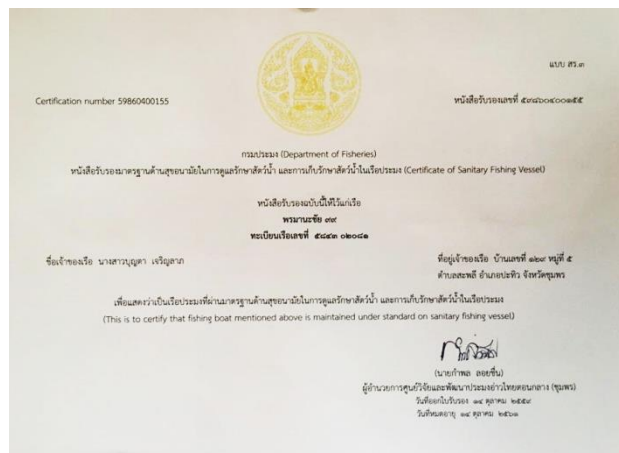 แบบ สร.๓
Certification number 59860400155
หนังสือรับรองเลขที่ ๕๙๘๖๐๔๐๐๑๕๕
กรมประมง (Department of Fisheries)
หนังสือรับรองมาตรฐานด้านสุขอนามัยในการดูแลรักษาสัตว์น้ำ และการเก็บรักษาสัตว์น้ำในเรือประมง (Certificate of Sanitary Fishing Vessel)
หนังสือรับรองฉบับนี้ให้ไว้แก่เรือ
พรมานะชัย ๙๙
ทะเบียนเรือเลขที่ ๕๘๔๓ ๐๒๐๘๑
ชื่อเจ้าของเรือ นางสาวบุญตา เจริญลาภ
ที่อยู่เจ้าของเรือ บ้านเลขที่ ๑๒๙ หมู่ที่ ๕
ตำบลสะพลี อำเภอปะทิว จังหวัดชุมพร
เพื่อแสดงว่าเป็นเรือประมงที่ผ่านมาตรฐานด้านสุขอนามัยในการดูแลรักษาสัตว์น้ำ และการเก็บรักษาสัตว์น้ำในเรือประมง
(This is to certify that fishing boat mentioned above is maintained under standard on sanitary fishing vessel)
(นายกำพล ลอยชื่น)
ผู้อำนวยการศูนย์วิจัยและพัฒนาประมงอ่าวไทยตอนกลาง (ชุมพร)
วันที่ออกใบรับรอง ๑๔ ตุลาคม ๒๕๕๙
วันที่หมดอายุ ๑๔ ตุลาคม ๒๕๖๑